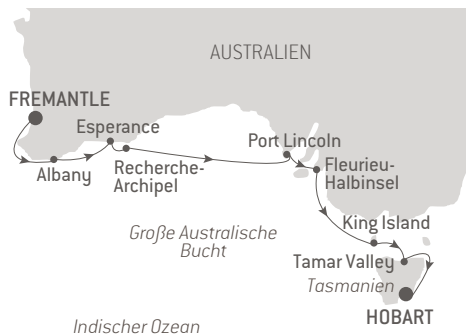 AUSTRALIEN
FREMANTLE
Esperance
Albany
Recherche-
Archipel
Port Lincoln
Fleurieu-
Halbinsel
Große Australische
Bucht
King Island
Tamar Valley
Tasmanien
HOBART
Indischer Ozean